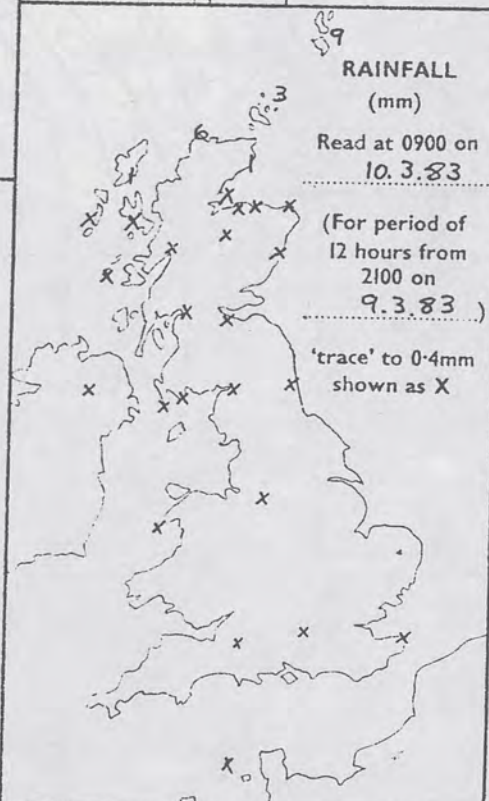 9
RAINFALL
(mm)
3
Read at 0900 on
10.3.83
6
(For period of
12 hours from
2100 on
9.3.83)
'trace' to 0·4mm
shown as X
X
X X X X
X X X
X X X
X X
X X X X X
X
X
X X X
X